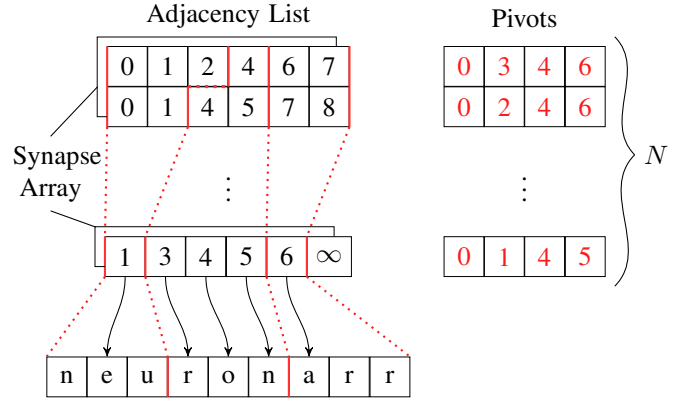 Adjacency List Pivots
0 1 2 4 6 7 0 3 4 6
0 1 4 5 7 8 0 2 4 6
Synapse
Array
N
⋮ ⋮
1 3 4 5 6 ∞ 0 1 4 5
n e u r o n a r r